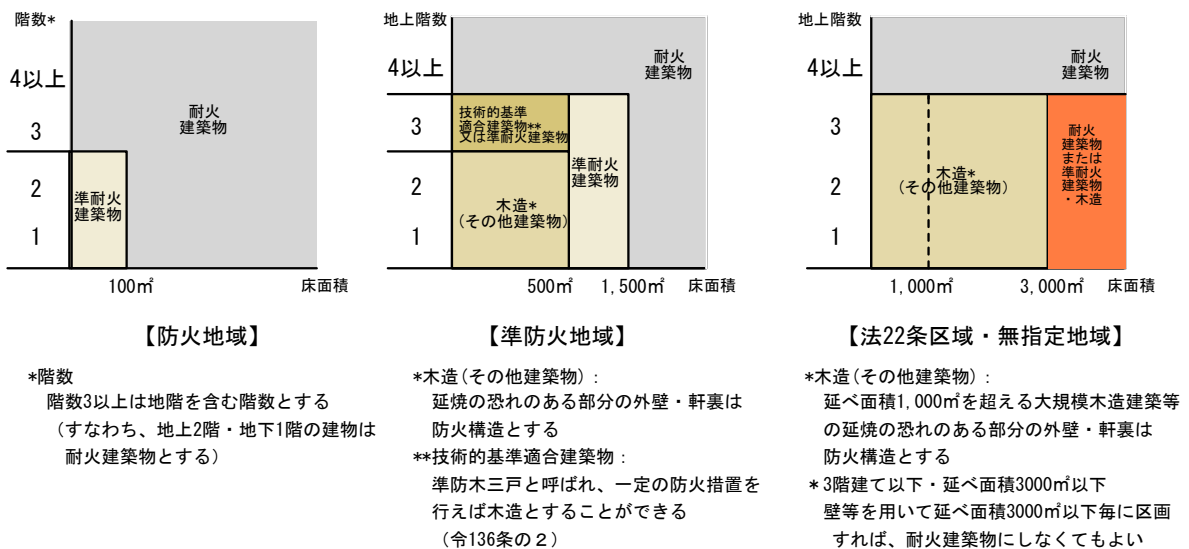 階数*
4以上
3
2
1
耐火
建築物
準耐火
建築物
100㎡
床面積
【防火地域】
*階数
階数3以上は地階を含む階数とする
(すなわち、地上2階・地下1階の建物は
耐火建築物とする)
地上階数
4以上
3
2
1
耐火
建築物
技術的基準
適合建築物**
又は準耐火建築物
準耐火
建築物
木造*
(その他建築物)
500㎡
1,500㎡
床面積
【準防火地域】
*木造(その他建築物):
延焼の恐れのある部分の外壁・軒裏は
防火構造とする
**技術的基準適合建築物:
準防木三戸と呼ばれ、一定の防火措置を
行えば木造とすることができる
(令136条の2)
地上階数
4以上
3
2
1
耐火
建築物
木造*
(その他建築物)
耐火
建築物
または
準耐火
建築物
・木造
1,000㎡
3,000㎡
床面積
【法22条区域・無指定地域】
*木造(その他建築物):
延べ面積1,000㎡を超える大規模木造建築等
の延焼の恐れのある部分の外壁・軒裏は
防火構造とする
*3階建て以下・延べ面積3000㎡以下
壁等を用いて延べ面積3000㎡以下毎に区画
すれば、耐火建築物にしなくてもよい